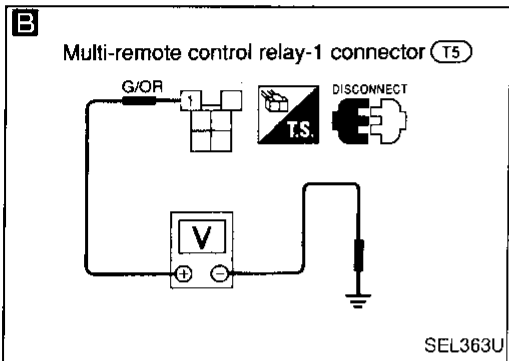 B
Multi-remote control relay-1 connector T5
G/OR
1
T.S.
DISCONNECT
V
+ −
SEL363U